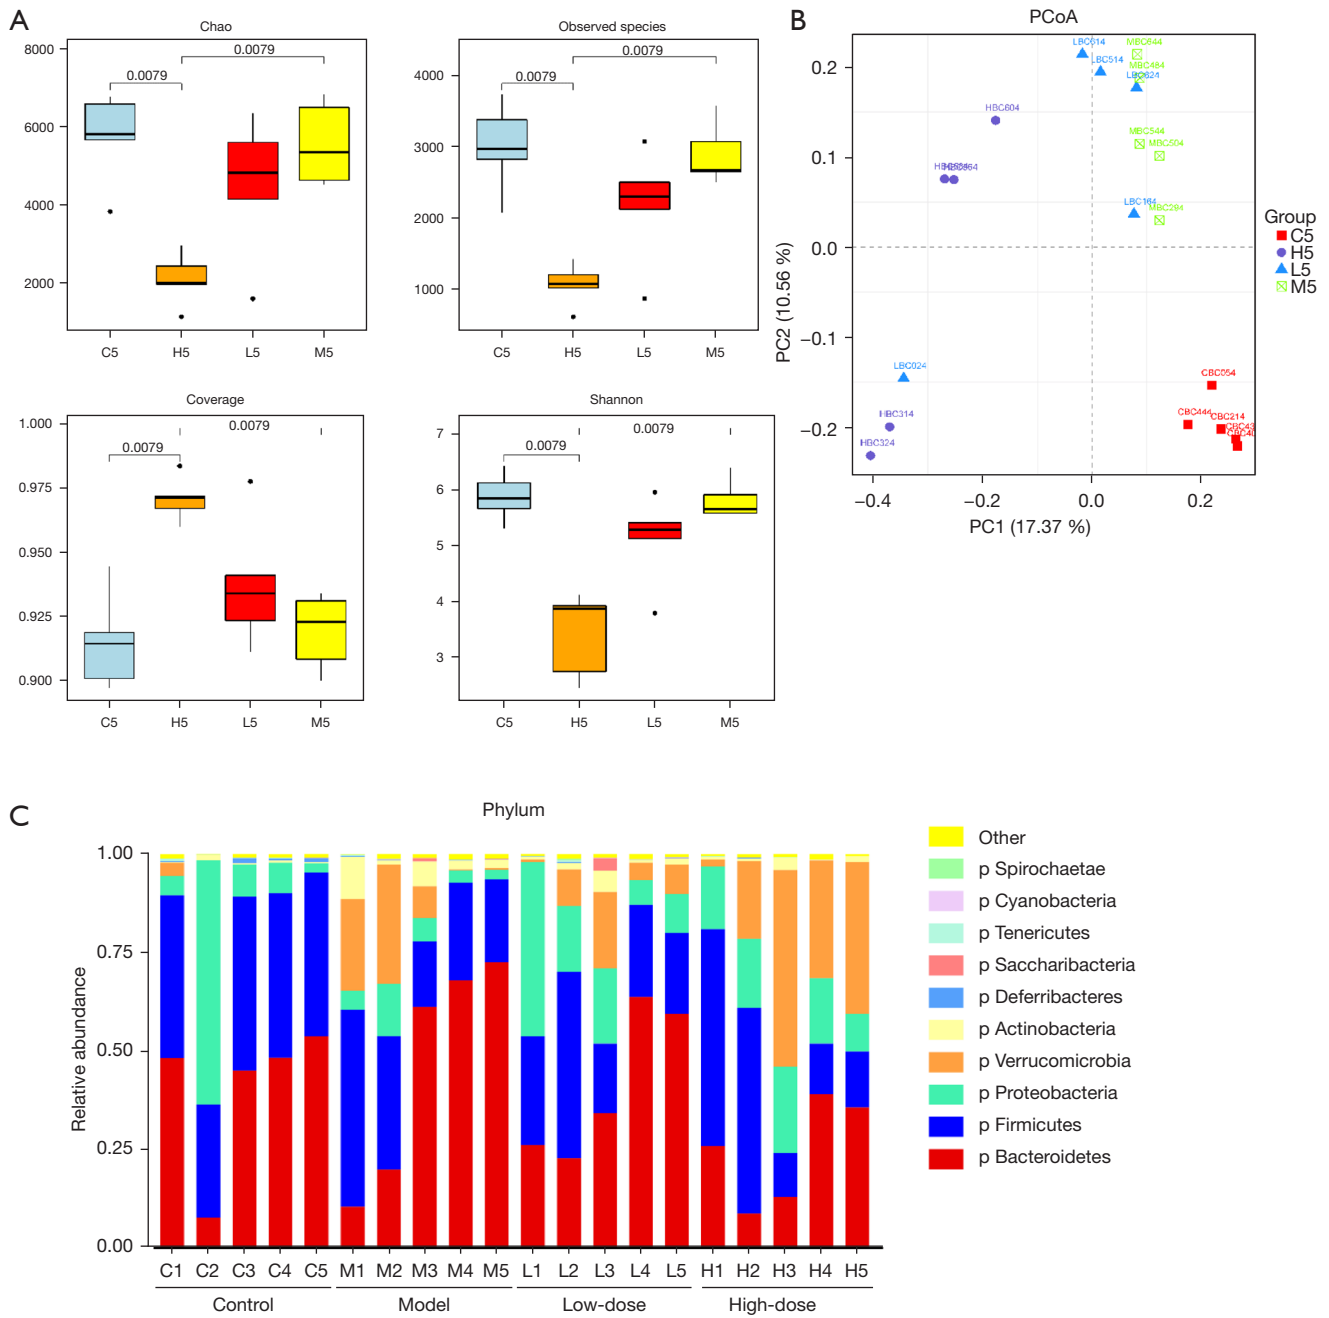 A
Chao
8000
6000
4000
2000
0.0079
0.0079
C5 H5 L5 M5
Observed species
4000
3000
2000
1000
0.0079
0.0079
C5 H5 L5 M5
Coverage
1.000
0.975
0.950
0.925
0.900
0.0079
0.0079
C5 H5 L5 M5
Shannon
7
6
5
4
3
0.0079
0.0079
C5 H5 L5 M5
B
PCoA
PC2 (10.56 %)
0.2
0.1
0.0
−0.1
−0.2
LBC514
MBC484
LBC624
HBC604
MBC544
MBC504
LBC164
MBC294
LBC024
HBC314
HBC324
CBC054
CBC444
CBC214
−0.4 −0.2 0.0 0.2
PC1 (17.37 %)
Group
C5
H5
L5
M5
C
Phylum
Relative abundance
1.00
0.75
0.50
0.25
0.00
C1 C2 C3 C4 C5 M1 M2 M3 M4 M5 L1 L2 L3 L4 L5 H1 H2 H3 H4 H5
Control Model Low-dose High-dose
Other
p Spirochaetae
p Cyanobacteria
p Tenericutes
p Saccharibacteria
p Deferribacteres
p Actinobacteria
p Verrucomicrobia
p Proteobacteria
p Firmicutes
p Bacteroidetes